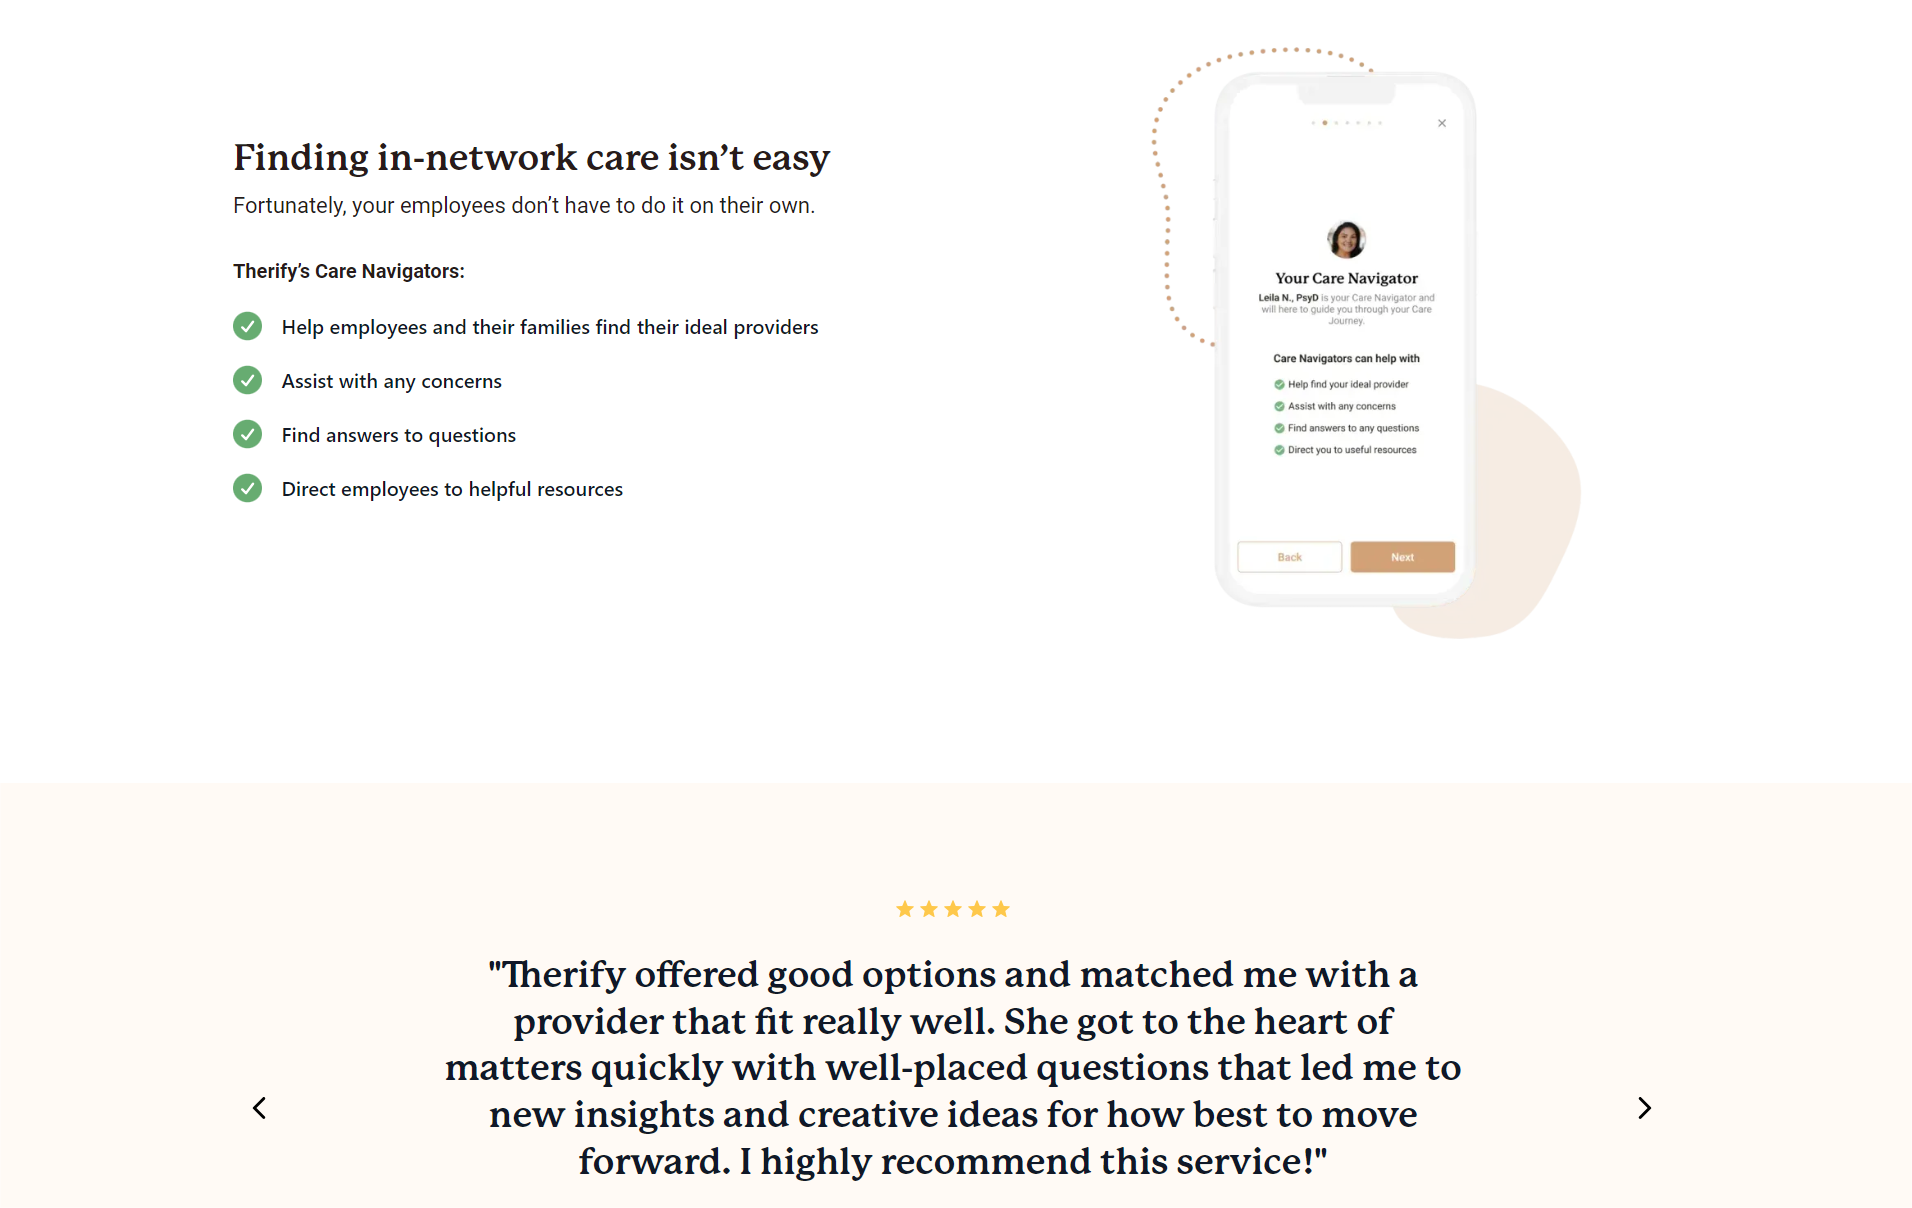 Finding in-network care isn’t easy
Fortunately, your employees don’t have to do it on their own.
Therify’s Care Navigators:
Help employees and their families find their ideal providers
Assist with any concerns
Find answers to questions
Direct employees to helpful resources
Your Care Navigator
Leila N., PsyD is your Care Navigator and
will here to guide you through your Care
Journey.
Care Navigators can help with
Help find your ideal provider
Assist with any concerns
Find answers to any questions
Direct you to useful resources
Back
Next
"Therify offered good options and matched me with a
provider that fit really well. She got to the heart of
matters quickly with well-placed questions that led me to
new insights and creative ideas for how best to move
forward. I highly recommend this service!"